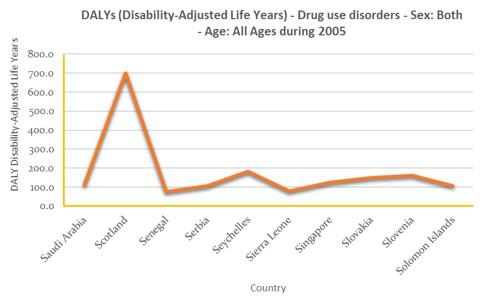 DALYs (Disability-Adjusted Life Years) - Drug use disorders - Sex: Both
- Age: All Ages during 2005
DALY Disability-Adjusted Life Years
800.0
700.0
600.0
500.0
400.0
300.0
200.0
100.0
0.0
Saudi Arabia
Scotland
Senegal
Serbia
Seychelles
Sierra Leone
Singapore
Slovakia
Slovenia
Solomon Islands
Country